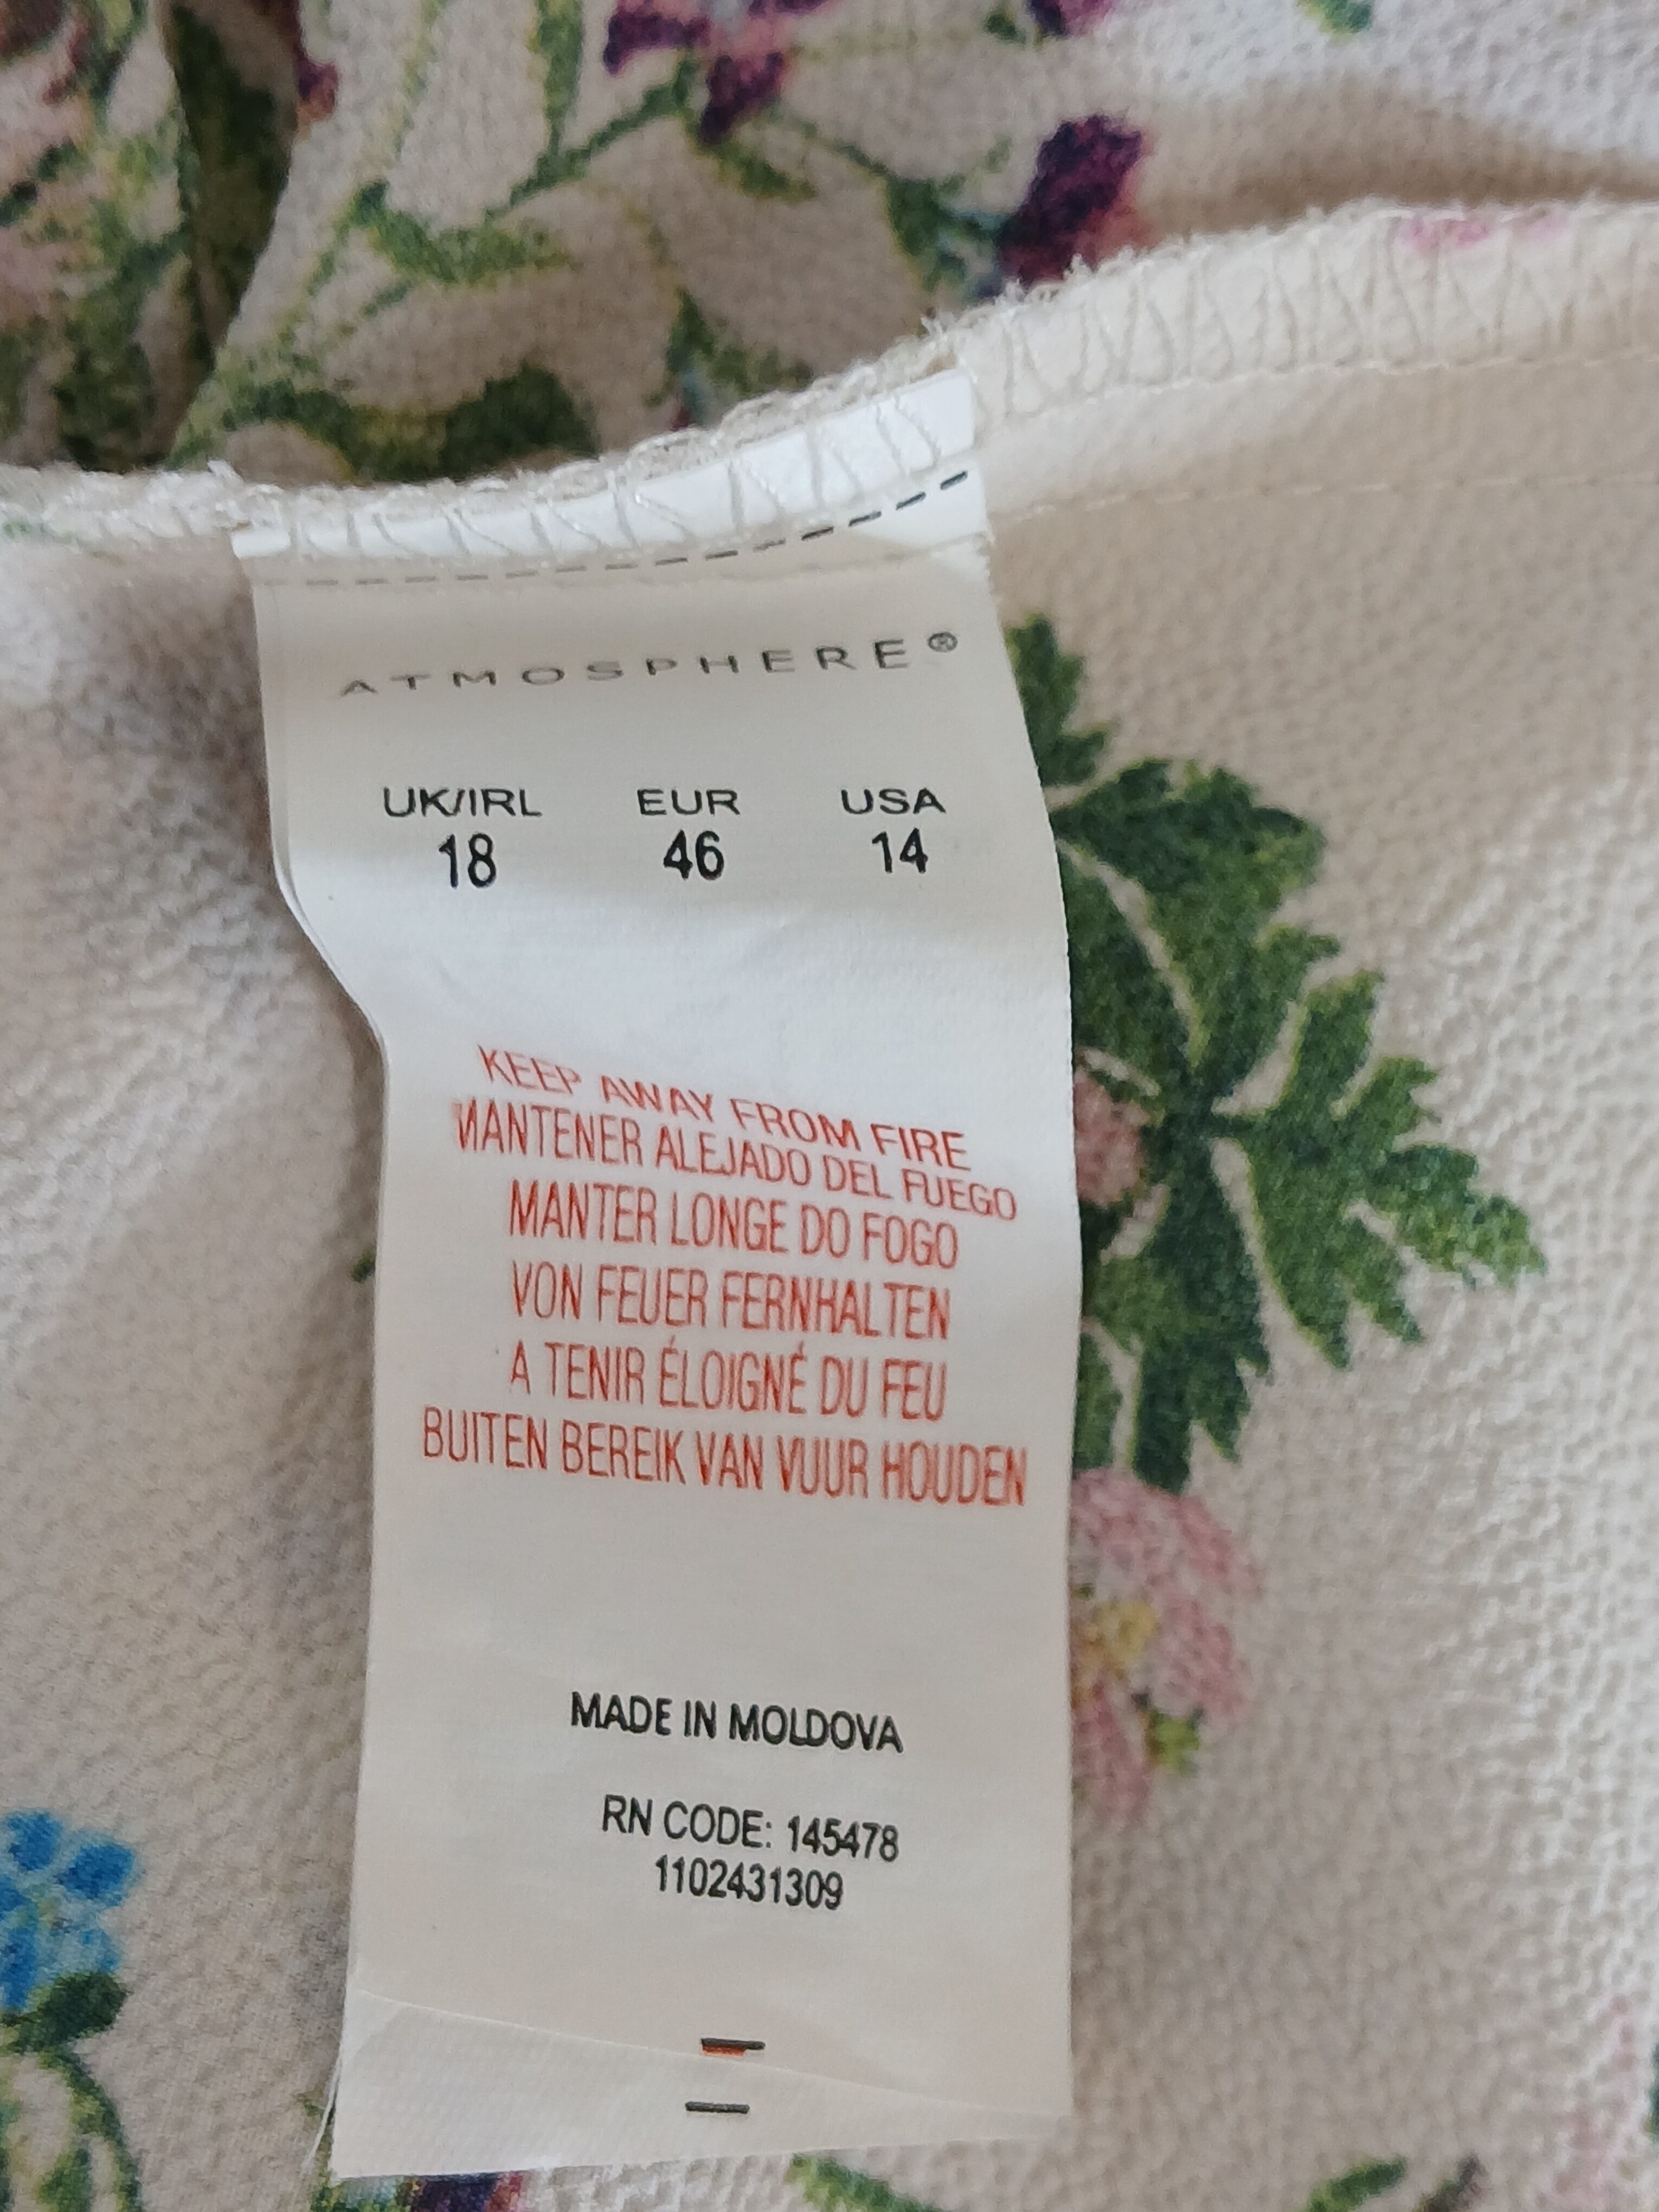 ATMOSPHERE®
UK/IRL EUR USA
18 46 14
KEEP AWAY FROM FIRE
MANTENER ALEJADO DEL FUEGO
MANTER LONGE DO FOGO
VON FEUER FERNHALTEN
A TENIR ÉLOIGNÉ DU FEU
BUITEN BEREIK VAN VUUR HOUDEN
MADE IN MOLDOVA
RN CODE: 145478
1102431309